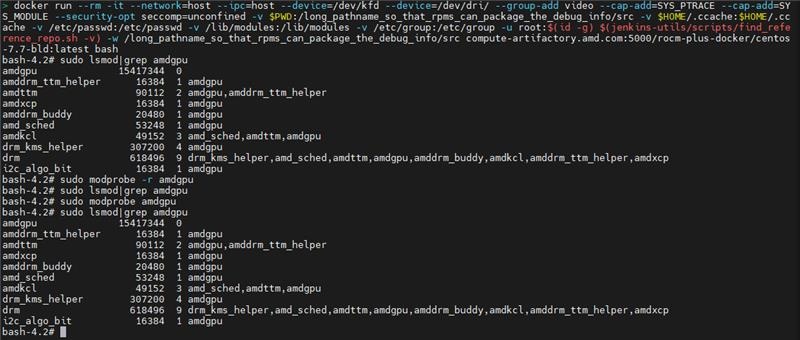 > docker run --rm -it --network=host --ipc=host --device=/dev/kfd --device=/dev/dri/ --group-add video --cap-add=SYS_PTRACE --cap-add=SY
S_MODULE --security-opt seccomp=unconfined -v $PWD:/long_pathname_so_that_rpms_can_package_the_debug_info/src -v $HOME/.ccache:$HOME/.cc
ache -v /etc/passwd:/etc/passwd -v /lib/modules:/lib/modules -v /etc/group:/etc/group -u root:$(id -g) $(jenkins-utils/scripts/find_refe
rence_repo.sh -v) -w /long_pathname_so_that_rpms_can_package_the_debug_info/src compute-artifactory.amd.com:5000/rocm-plus-docker/centos
-7.7-bld:latest bash
bash-4.2# sudo lsmod|grep amdgpu
amdgpu 15417344 0
amddrm_ttm_helper 16384 1 amdgpu
amdttm 90112 2 amdgpu,amddrm_ttm_helper
amdxcp 16384 1 amdgpu
amddrm_buddy 20480 1 amdgpu
amd_sched 53248 1 amdgpu
amdkcl 49152 3 amd_sched,amdttm,amdgpu
drm_kms_helper 307200 4 amdgpu
drm 618496 9 drm_kms_helper,amd_sched,amdttm,amdgpu,amddrm_buddy,amdkcl,amddrm_ttm_helper,amdxcp
i2c_algo_bit 16384 1 amdgpu
bash-4.2# sudo modprobe -r amdgpu
bash-4.2# sudo lsmod|grep amdgpu
bash-4.2# sudo modprobe amdgpu
bash-4.2# sudo lsmod|grep amdgpu
amdgpu 15417344 0
amddrm_ttm_helper 16384 1 amdgpu
amdttm 90112 2 amdgpu,amddrm_ttm_helper
amdxcp 16384 1 amdgpu
amddrm_buddy 20480 1 amdgpu
amd_sched 53248 1 amdgpu
amdkcl 49152 3 amd_sched,amdttm,amdgpu
drm_kms_helper 307200 4 amdgpu
drm 618496 9 drm_kms_helper,amd_sched,amdttm,amdgpu,amddrm_buddy,amdkcl,amddrm_ttm_helper,amdxcp
i2c_algo_bit 16384 1 amdgpu
bash-4.2#